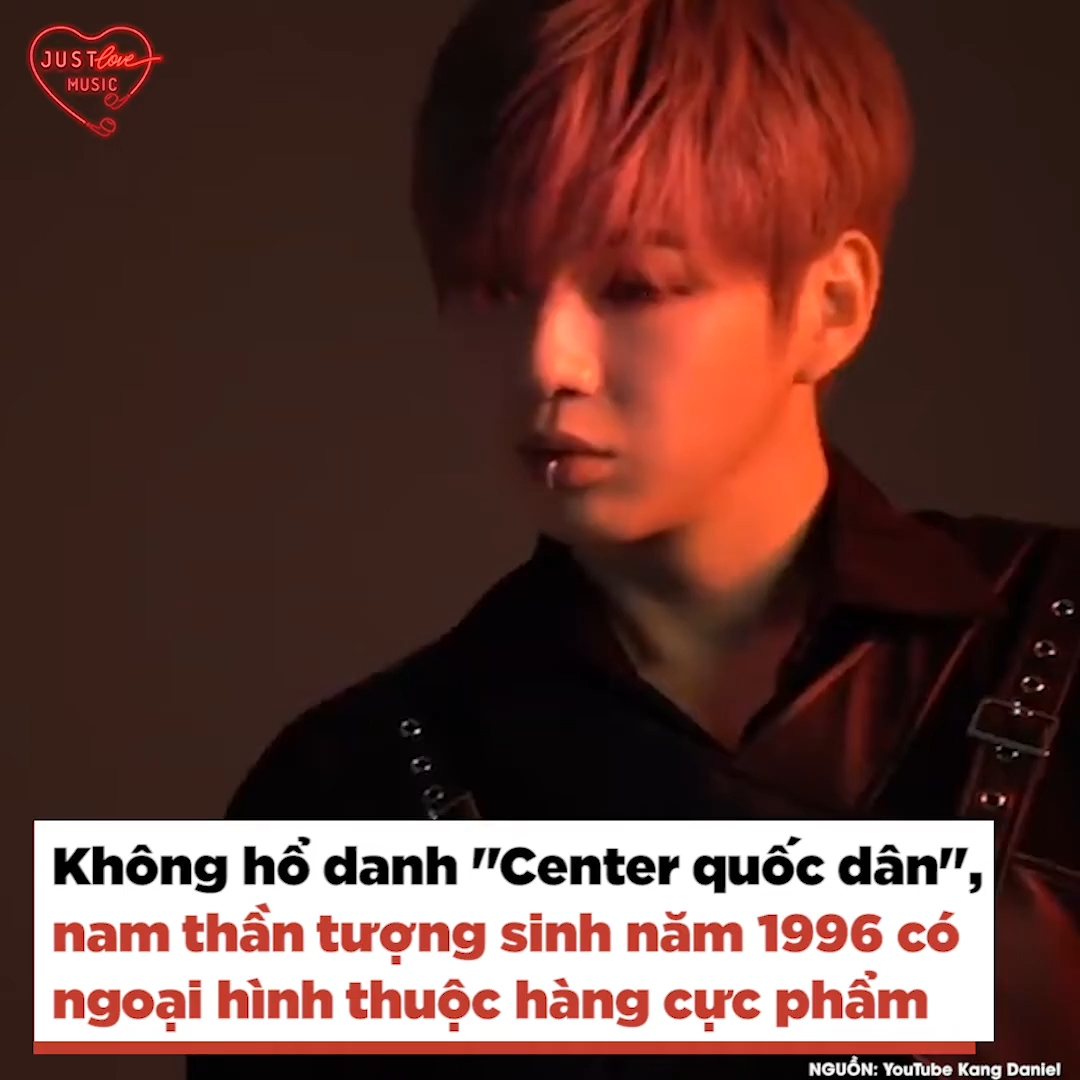 JUST love
MUSIC
Không hổ danh "Center quốc dân",
nam thần tượng sinh năm 1996 có
ngoại hình thuộc hàng cực phẩm
NGUỒN: YouTube Kang Daniel